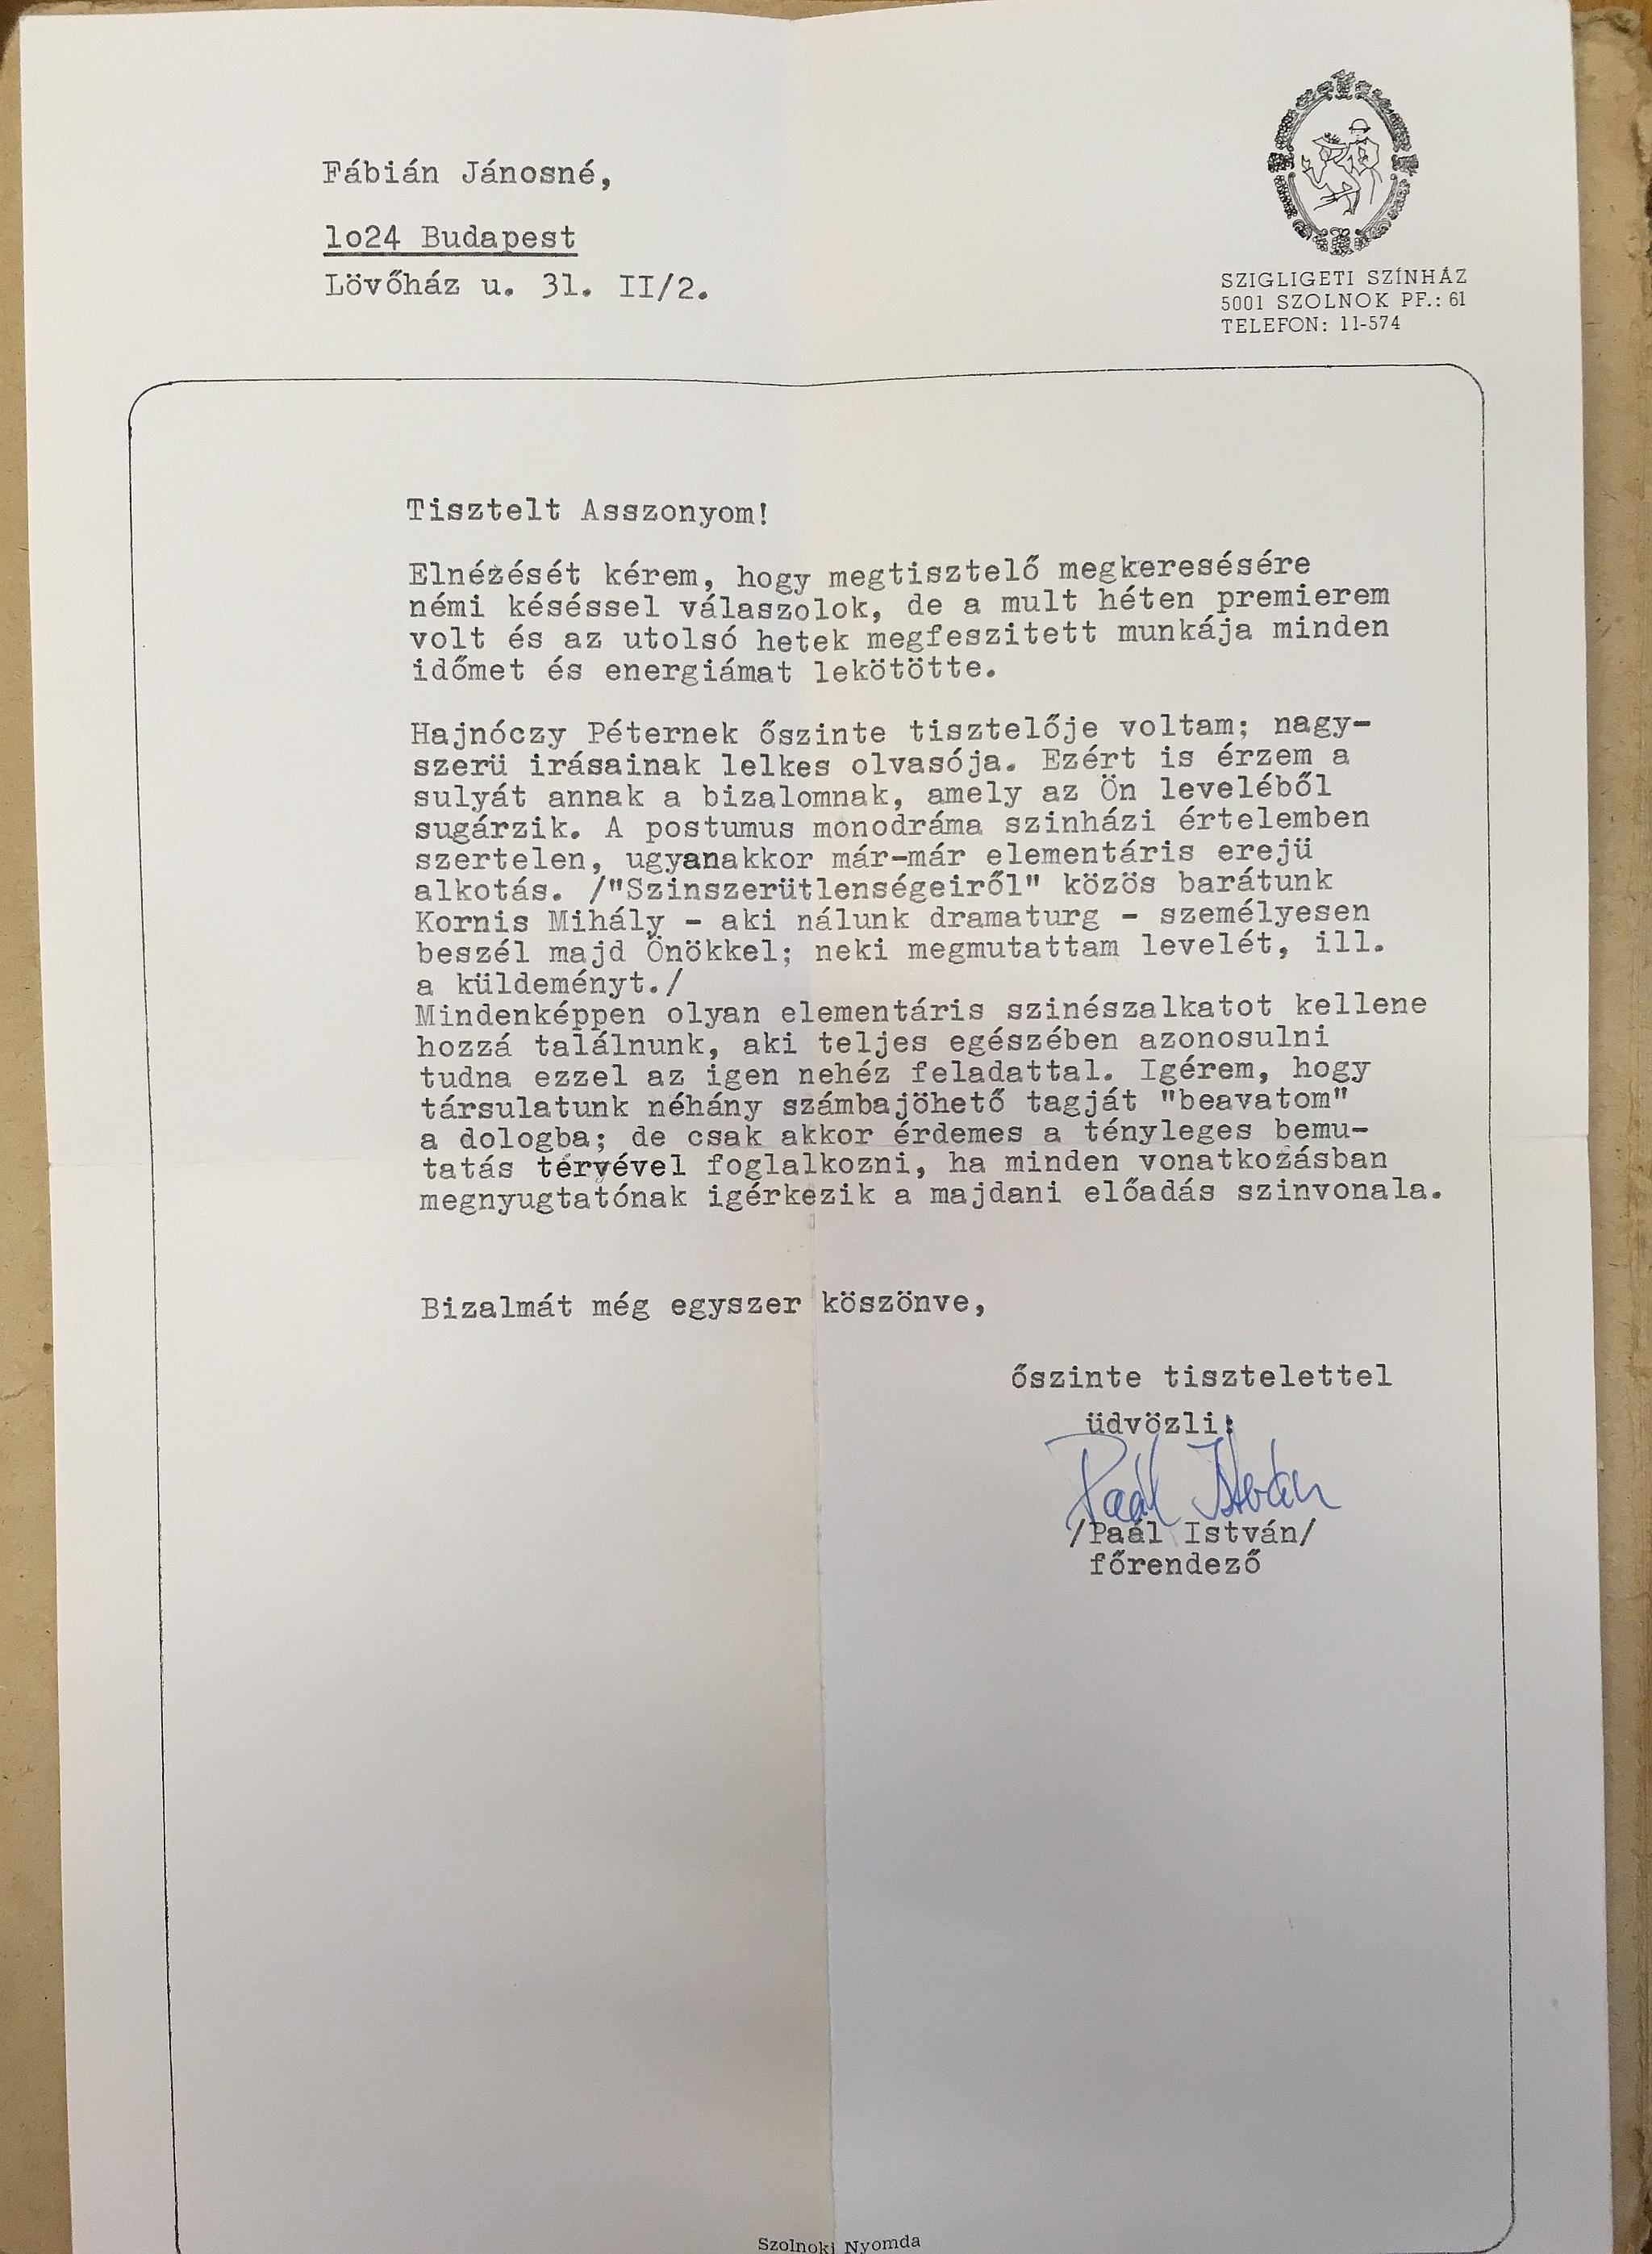 Fábián Jánosné,
1o24 Budapest
Lövőház u. 31. II/2.
SZIGLIGETI SZÍNHÁZ
5001 SZOLNOK PF.: 61
TELEFON: 11-574
Tisztelt Asszonyom!
Elnézését kérem, hogy megtisztelő megkeresésére
némi késéssel válaszolok, de a mult héten premierem
volt és az utolsó hetek megfeszitett munkája minden
időmet és energiámat lekötötte.
Hajnóczy Péternek őszinte tisztelője voltam; nagy-
szerü irásainak lelkes olvasója. Ezért is érzem a
sulyát annak a bizalomnak, amely az Ön leveléből
sugárzik. A postumus monodráma szinházi értelemben
szertelen, ugyanakkor már-már elementáris erejü
alkotás. /"Szinszerütlenségeiről" közös barátunk
Kornis Mihály - aki nálunk dramaturg - személyesen
beszél majd Önökkel; neki megmutattam levelét, ill.
a küldeményt./
Mindenképpen olyan elementáris szinészalkatot kellene
hozzá találnunk, aki teljes egészében azonosulni
tudna ezzel az igen nehéz feladattal. Igérem, hogy
társulatunk néhány számbajöhető tagját "beavatom"
a dologba; de csak akkor érdemes a tényleges bemu-
tatás tervével foglalkozni, ha minden vonatkozásban
megnyugtatónak igérkezik a majdani előadás szinvonala.
Bizalmát még egyszer köszönve,
őszinte tisztelettel
üdvözli:
Paál István
/Paál István/
főrendező
Szolnoki Nyomda